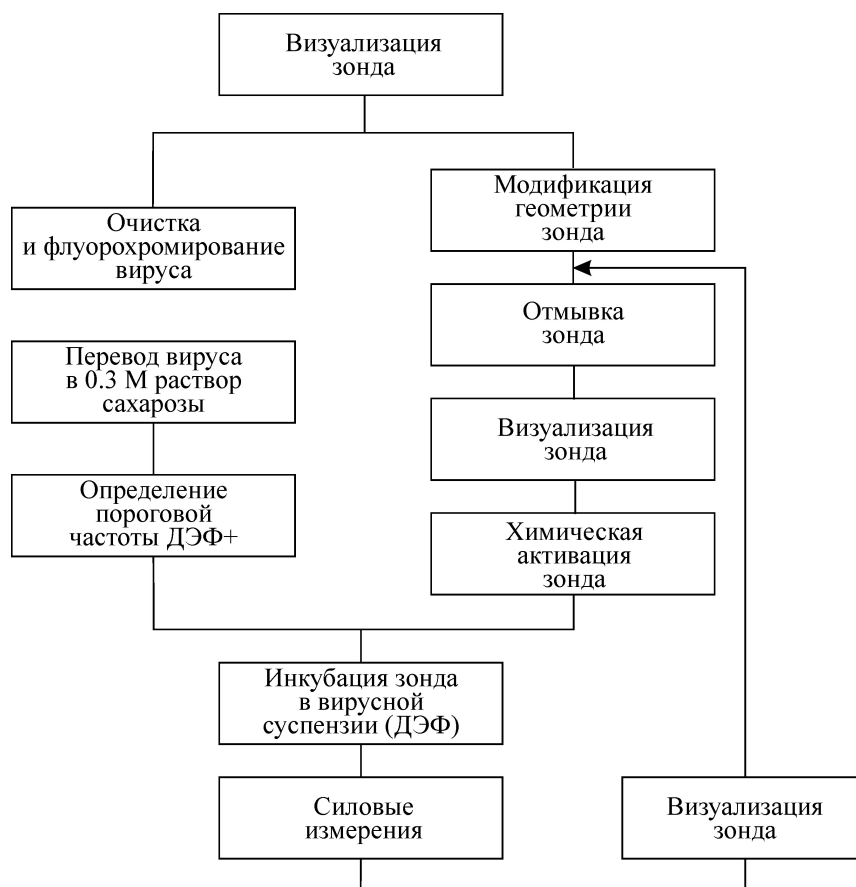 Визуализация
зонда
Очистка
и флуорохромирование
вируса
Перевод вируса
в 0.3 М раствор
сахарозы
Определение
пороговой
частоты ДЭФ+
Модификация
геометрии
зонда
Отмывка
зонда
Визуализация
зонда
Химическая
активация
зонда
Инкубация зонда
в вирусной
суспензии (ДЭФ)
Силовые
измерения
Визуализация
зонда